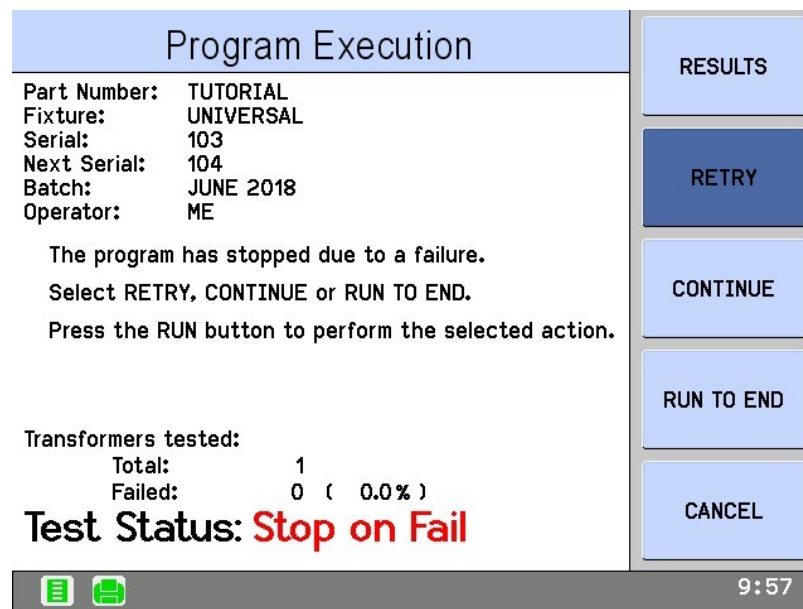 Program Execution
Part Number: TUTORIAL
Fixture: UNIVERSAL
Serial: 103
Next Serial: 104
Batch: JUNE 2018
Operator: ME
The program has stopped due to a failure.
Select RETRY, CONTINUE or RUN TO END.
Press the RUN button to perform the selected action.
Transformers tested:
Total: 1
Failed: 0 ( 0.0% )
Test Status: Stop on Fail
RESULTS
RETRY
CONTINUE
RUN TO END
CANCEL
9:57